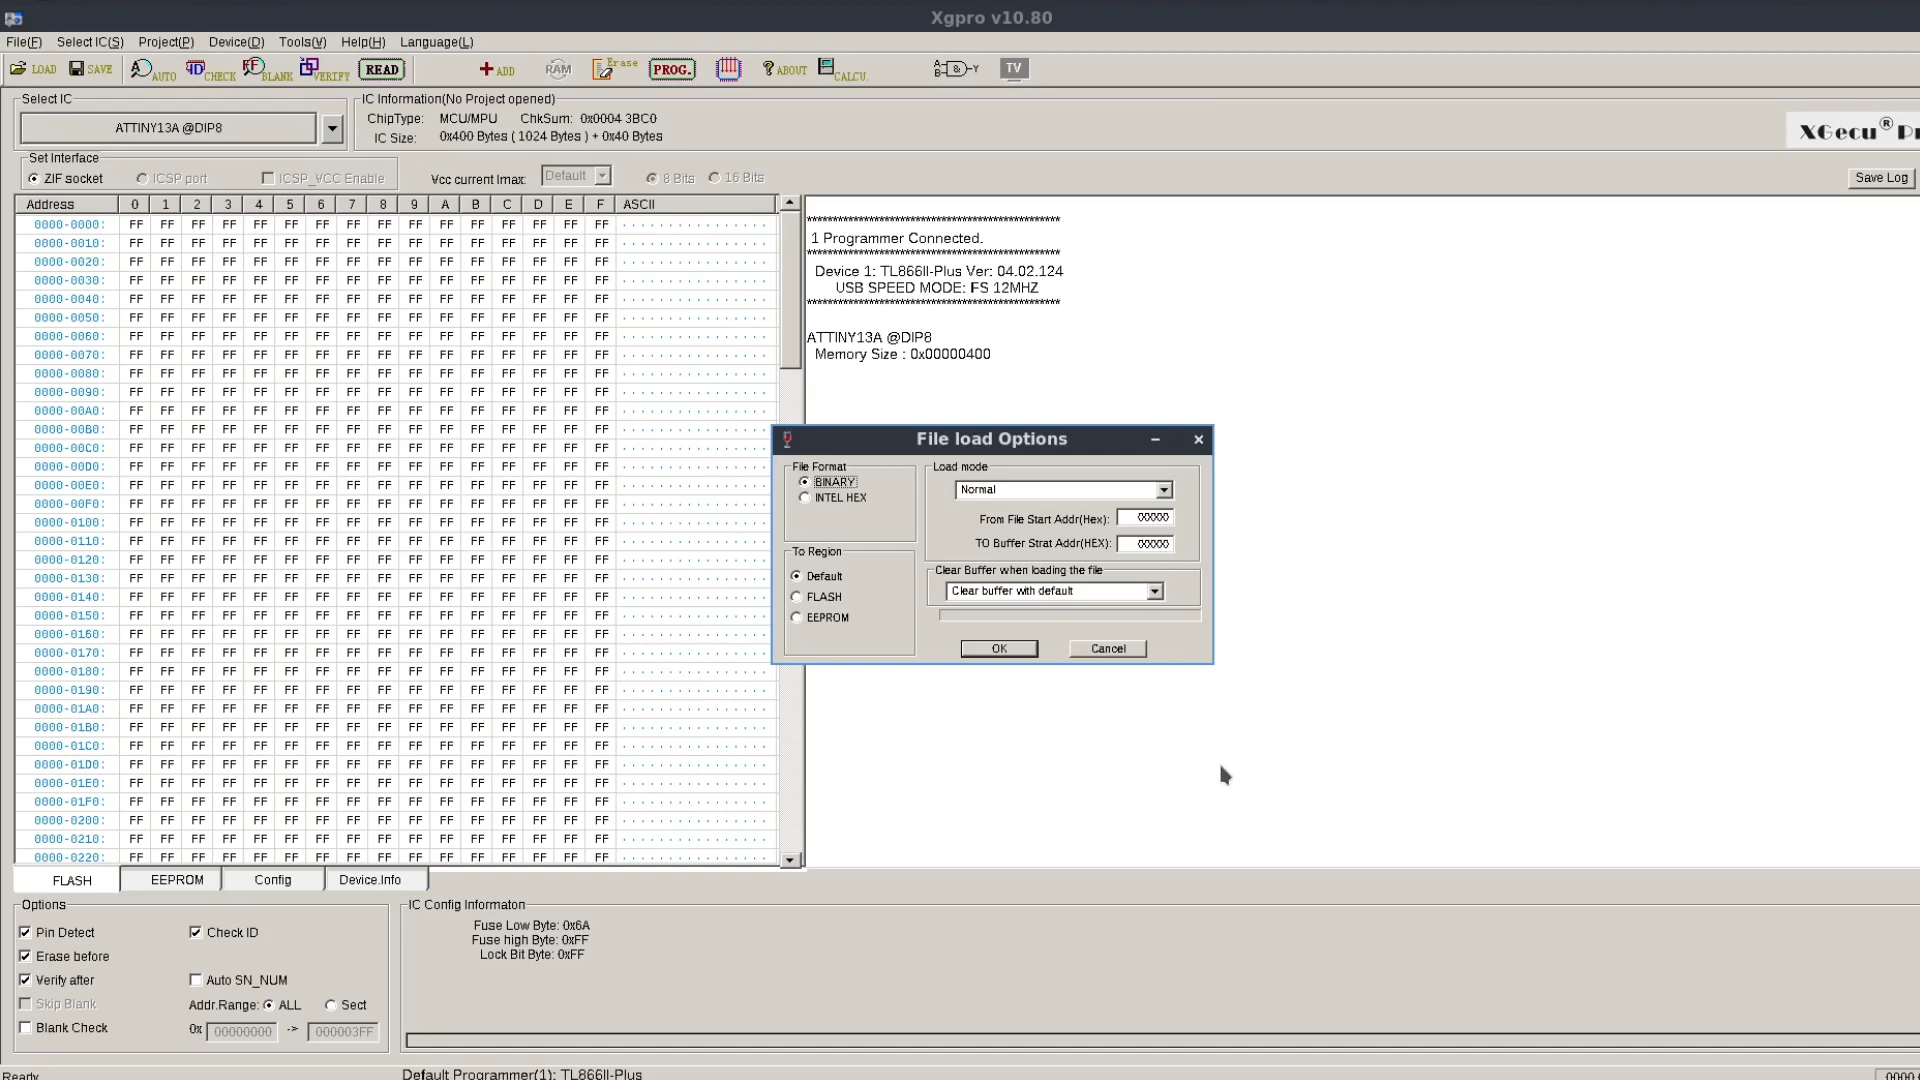 Xgpro v10.80
File(F) Select IC(S) Project(P) Device(D) Tools(V) Help(H) Language(L)
LOAD SAVE AUTO CHECK BLANK VERIFY READ ADD RAM Erase PROG. ABOUT CALCU. A B & Y TV
Select IC
ATTINY13A @DIP8
IC Information(No Project opened)
ChipType: MCU/MPU ChkSum: 0x0004 3BC0
IC Size: 0x400 Bytes ( 1024 Bytes ) + 0x40 Bytes
XGecu® Pr
Set Interface
ZIF socket ICSP port ICSP_VCC Enable Vcc current Imax: Default 8 Bits 16 Bits
Save Log
Address 0 1 2 3 4 5 6 7 8 9 A B C D E F ASCII
0000-0000: FF FF FF FF FF FF FF FF FF FF FF FF FF FF FF FF ................
0000-0010: FF FF FF FF FF FF FF FF FF FF FF FF FF FF FF FF ................
0000-0020: FF FF FF FF FF FF FF FF FF FF FF FF FF FF FF FF ................
0000-0030: FF FF FF FF FF FF FF FF FF FF FF FF FF FF FF FF ................
0000-0040: FF FF FF FF FF FF FF FF FF FF FF FF FF FF FF FF ................
0000-0050: FF FF FF FF FF FF FF FF FF FF FF FF FF FF FF FF ................
0000-0060: FF FF FF FF FF FF FF FF FF FF FF FF FF FF FF FF ................
0000-0070: FF FF FF FF FF FF FF FF FF FF FF FF FF FF FF FF ................
0000-0080: FF FF FF FF FF FF FF FF FF FF FF FF FF FF FF FF ................
0000-0090: FF FF FF FF FF FF FF FF FF FF FF FF FF FF FF FF ................
0000-00A0: FF FF FF FF FF FF FF FF FF FF FF FF FF FF FF FF ................
0000-00B0: FF FF FF FF FF FF FF FF FF FF FF FF FF FF FF FF ................
0000-00C0: FF FF FF FF FF FF FF FF FF FF FF FF FF FF FF FF ................
0000-00D0: FF FF FF FF FF FF FF FF FF FF FF FF FF FF FF FF ................
0000-00E0: FF FF FF FF FF FF FF FF FF FF FF FF FF FF FF FF ................
0000-00F0: FF FF FF FF FF FF FF FF FF FF FF FF FF FF FF FF ................
0000-0100: FF FF FF FF FF FF FF FF FF FF FF FF FF FF FF FF ................
0000-0110: FF FF FF FF FF FF FF FF FF FF FF FF FF FF FF FF ................
0000-0120: FF FF FF FF FF FF FF FF FF FF FF FF FF FF FF FF ................
0000-0130: FF FF FF FF FF FF FF FF FF FF FF FF FF FF FF FF ................
0000-0140: FF FF FF FF FF FF FF FF FF FF FF FF FF FF FF FF ................
0000-0150: FF FF FF FF FF FF FF FF FF FF FF FF FF FF FF FF ................
0000-0160: FF FF FF FF FF FF FF FF FF FF FF FF FF FF FF FF ................
0000-0170: FF FF FF FF FF FF FF FF FF FF FF FF FF FF FF FF ................
0000-0180: FF FF FF FF FF FF FF FF FF FF FF FF FF FF FF FF ................
0000-0190: FF FF FF FF FF FF FF FF FF FF FF FF FF FF FF FF ................
0000-01A0: FF FF FF FF FF FF FF FF FF FF FF FF FF FF FF FF ................
0000-01B0: FF FF FF FF FF FF FF FF FF FF FF FF FF FF FF FF ................
0000-01C0: FF FF FF FF FF FF FF FF FF FF FF FF FF FF FF FF ................
0000-01D0: FF FF FF FF FF FF FF FF FF FF FF FF FF FF FF FF ................
0000-01E0: FF FF FF FF FF FF FF FF FF FF FF FF FF FF FF FF ................
0000-01F0: FF FF FF FF FF FF FF FF FF FF FF FF FF FF FF FF ................
0000-0200: FF FF FF FF FF FF FF FF FF FF FF FF FF FF FF FF ................
0000-0210: FF FF FF FF FF FF FF FF FF FF FF FF FF FF FF FF ................
0000-0220: FF FF FF FF FF FF FF FF FF FF FF FF FF FF FF FF ................
**************************************************
1 Programmer Connected.
**************************************************
Device 1: TL866II-Plus Ver: 04.02.124
USB SPEED MODE: FS 12MHZ
**************************************************
ATTINY13A @DIP8
Memory Size : 0x00000400
File load Options
File Format
BINARY
INTEL HEX
To Region
Default
FLASH
EEPROM
Load mode
Normal
From File Start Addr(Hex): 00000
TO Buffer Strat Addr(HEX): 00000
Clear Buffer when loading the file
Clear buffer with default
OK Cancel
FLASH EEPROM Config Device.Info
Options
Pin Detect Check ID
Erase before
Verify after Auto SN_NUM
Skip Blank Addr.Range: ALL Sect
Blank Check 0x 00000000 -> 000003FF
IC Config Informaton
Fuse Low Byte: 0x6A
Fuse high Byte: 0xFF
Lock Bit Byte: 0xFF
Ready Default Programmer(1): TL866II-Plus